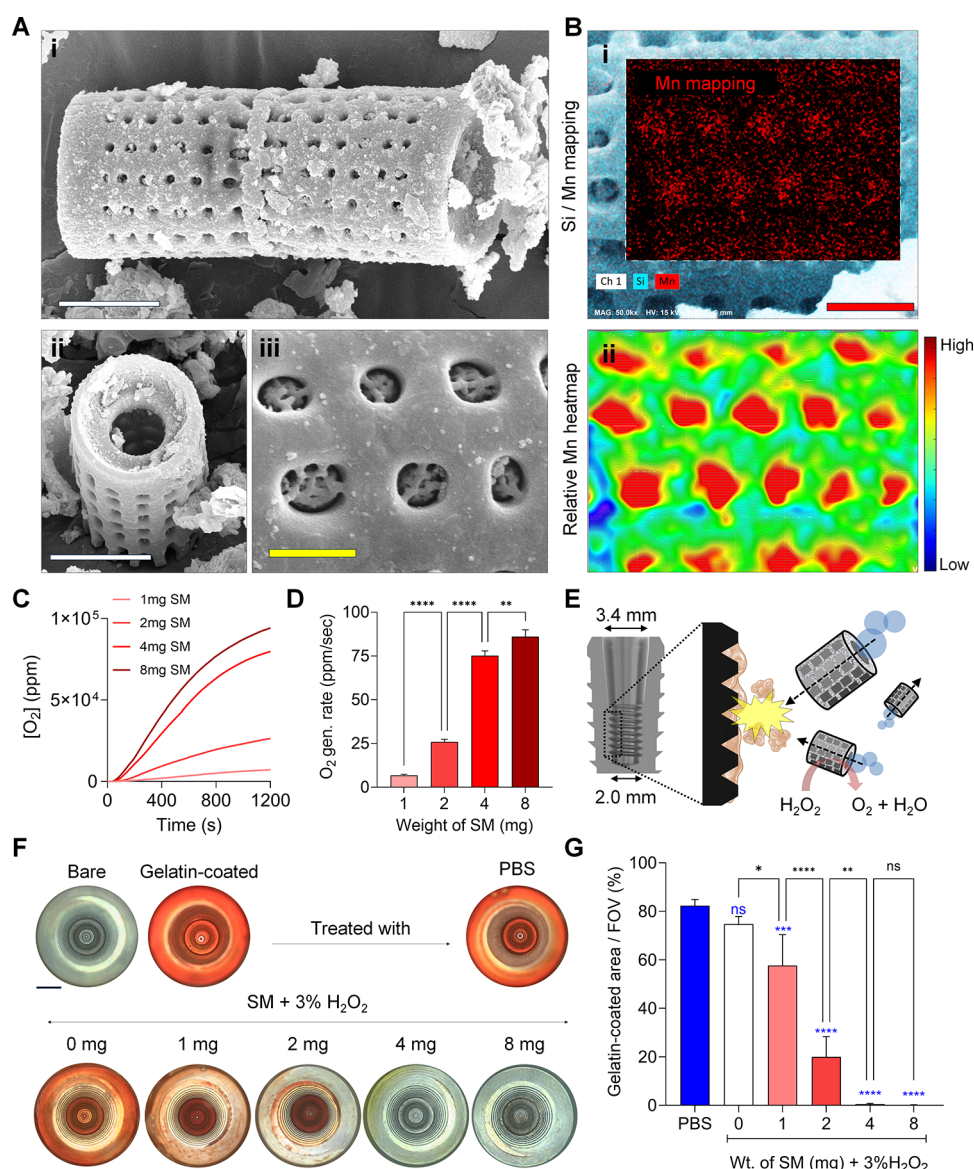 A
i
ii
iii
B
Si / Mn mapping
i
Mn mapping
Ch 1
Si
Mn
MAG: 50.0kx HV: 15 kV
mm
Relative Mn heatmap
ii
High
Low
C
1mg SM
2mg SM
4mg SM
8mg SM
[O₂] (ppm)
1×10⁵
5×10⁴
0
0 400 800 1200
Time (s)
D
**** **** **
O₂ gen. rate (ppm/sec)
100
75
50
25
0
1 2 4 8
Weight of SM (mg)
E
3.4 mm
2.0 mm
H₂O₂
O₂ + H₂O
F
Bare
Gelatin-coated
Treated with
PBS
SM + 3% H₂O₂
0 mg 1 mg 2 mg 4 mg 8 mg
G
Gelatin-coated area / FOV (%)
100
80
60
40
20
0
* **** ** ns
ns
***
****
**** ****
PBS 0 1 2 4 8
Wt. of SM (mg) + 3%H₂O₂